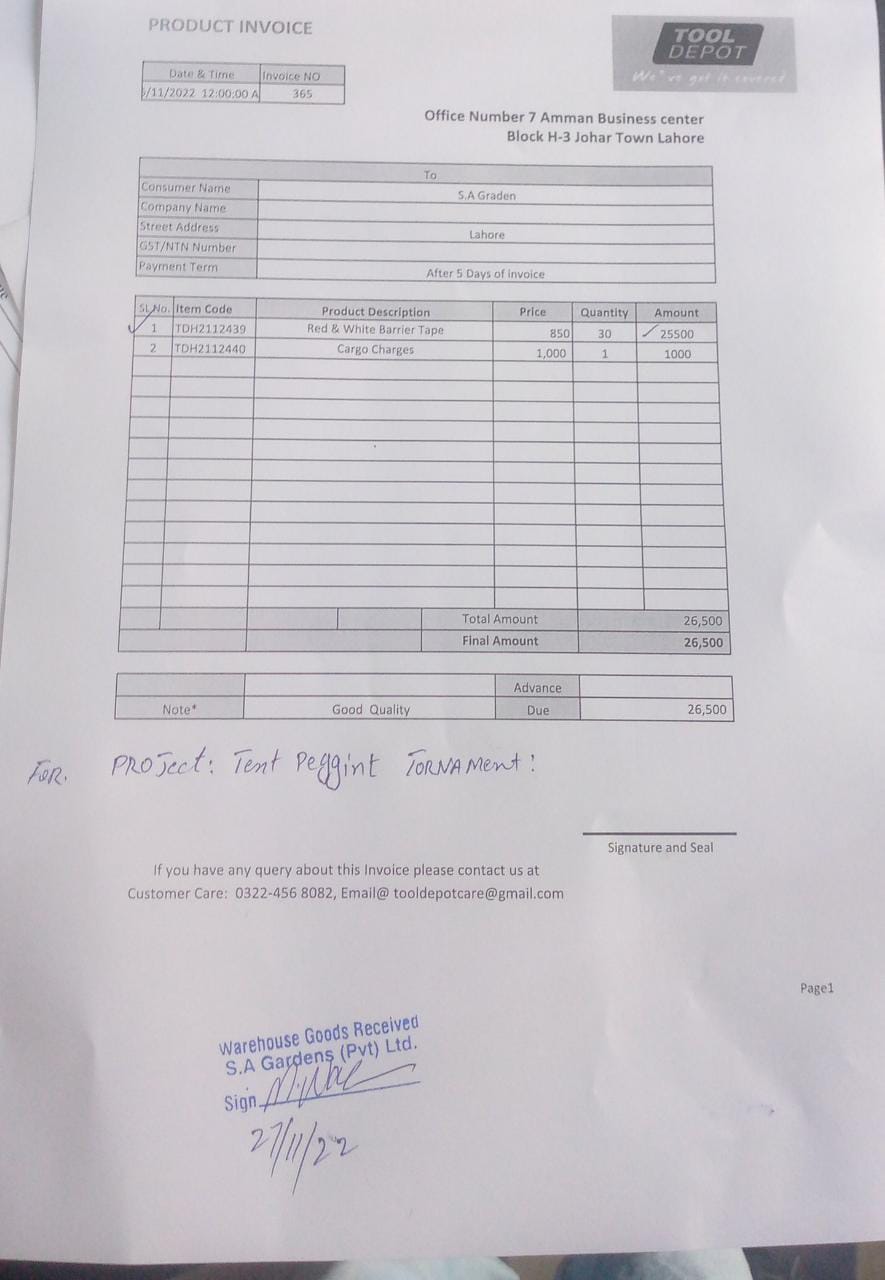 PRODUCT INVOICE
TOOL
DEPOT
We've got it covered
Date & Time Invoice NO
/11/2022 12:00:00 A 365
Office Number 7 Amman Business center
Block H-3 Johar Town Lahore
To
Consumer Name S.A Graden
Company Name
Street Address Lahore
GST/NTN Number
Payment Term After 5 Days of invoice
SL No. Item Code Product Description Price Quantity Amount
1 TDH2112439 Red & White Barrier Tape 850 30 25500
2 TDH2112440 Cargo Charges 1,000 1 1000
Total Amount 26,500
Final Amount 26,500
Advance
Note* Good Quality Due 26,500
FOR. PROJect: Tent Peggint TORNAMent:
Signature and Seal
If you have any query about this Invoice please contact us at
Customer Care: 0322-456 8082, Email@ tooldepotcare@gmail.com
Page1
Warehouse Goods Received
S.A Gardens (Pvt) Ltd.
Sign
27/11/22